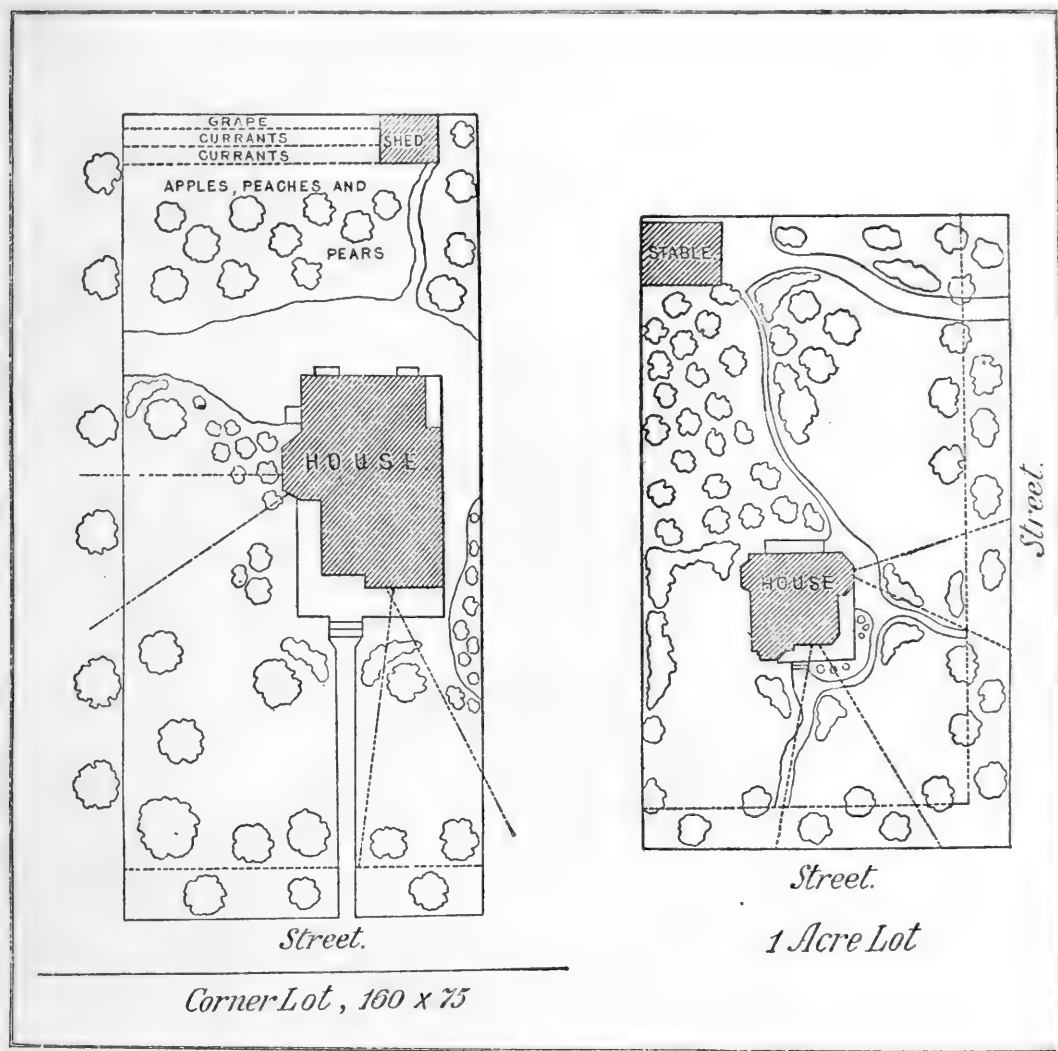 GRAPE
CURRANTS
CURRANTS
SHED
APPLES, PEACHES AND
PEARS
HOUSE
Street.
Corner Lot, 160 x 75
STABLE.
HOUSE
Street.
Street.
1 Acre Lot